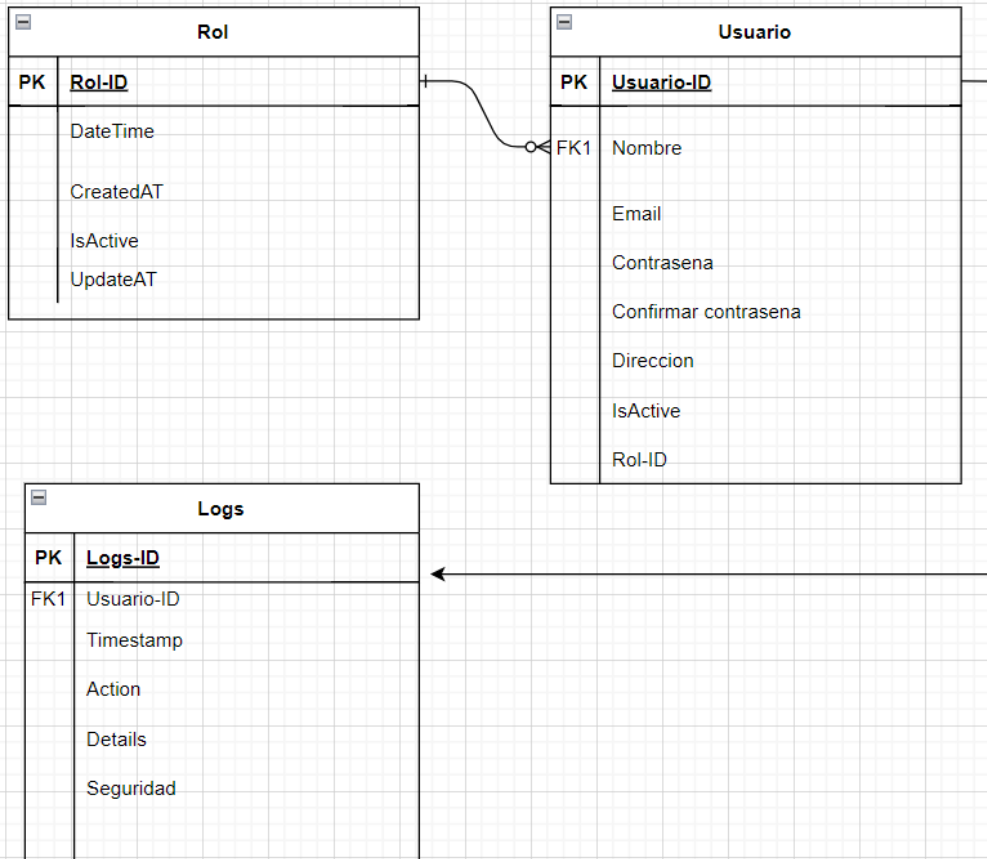 Rol
PK Rol-ID
DateTime
CreatedAT
IsActive
UpdateAT
Usuario
PK Usuario-ID
FK1 Nombre
Email
Contrasena
Confirmar contrasena
Direccion
IsActive
Rol-ID
Logs
PK Logs-ID
FK1 Usuario-ID
Timestamp
Action
Details
Seguridad